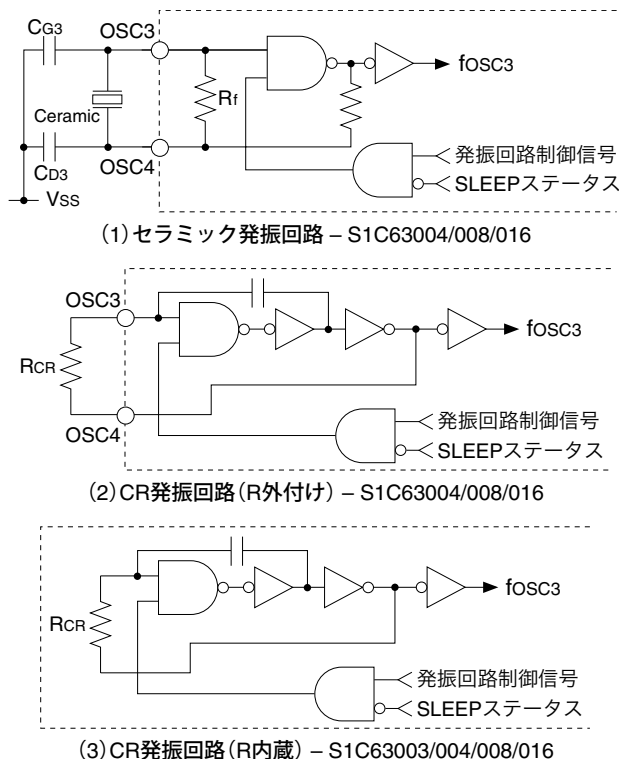 CG3
OSC3
fOSC3
Rf
Ceramic
OSC4
発振回路制御信号
CD3
SLEEPステータス
VSS
(1)セラミック発振回路 – S1C63004/008/016
OSC3
fOSC3
RCR
OSC4
発振回路制御信号
SLEEPステータス
(2)CR発振回路(R外付け) – S1C63004/008/016
fOSC3
RCR
発振回路制御信号
SLEEPステータス
(3)CR発振回路(R内蔵) – S1C63003/004/008/016